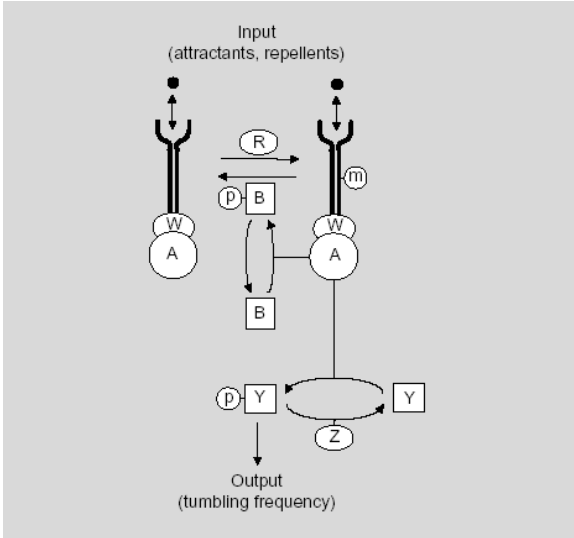 Input
(attractants, repellents)
R
m
p
B
W
A
W
A
B
p
Y
Y
Z
Output
(tumbling frequency)